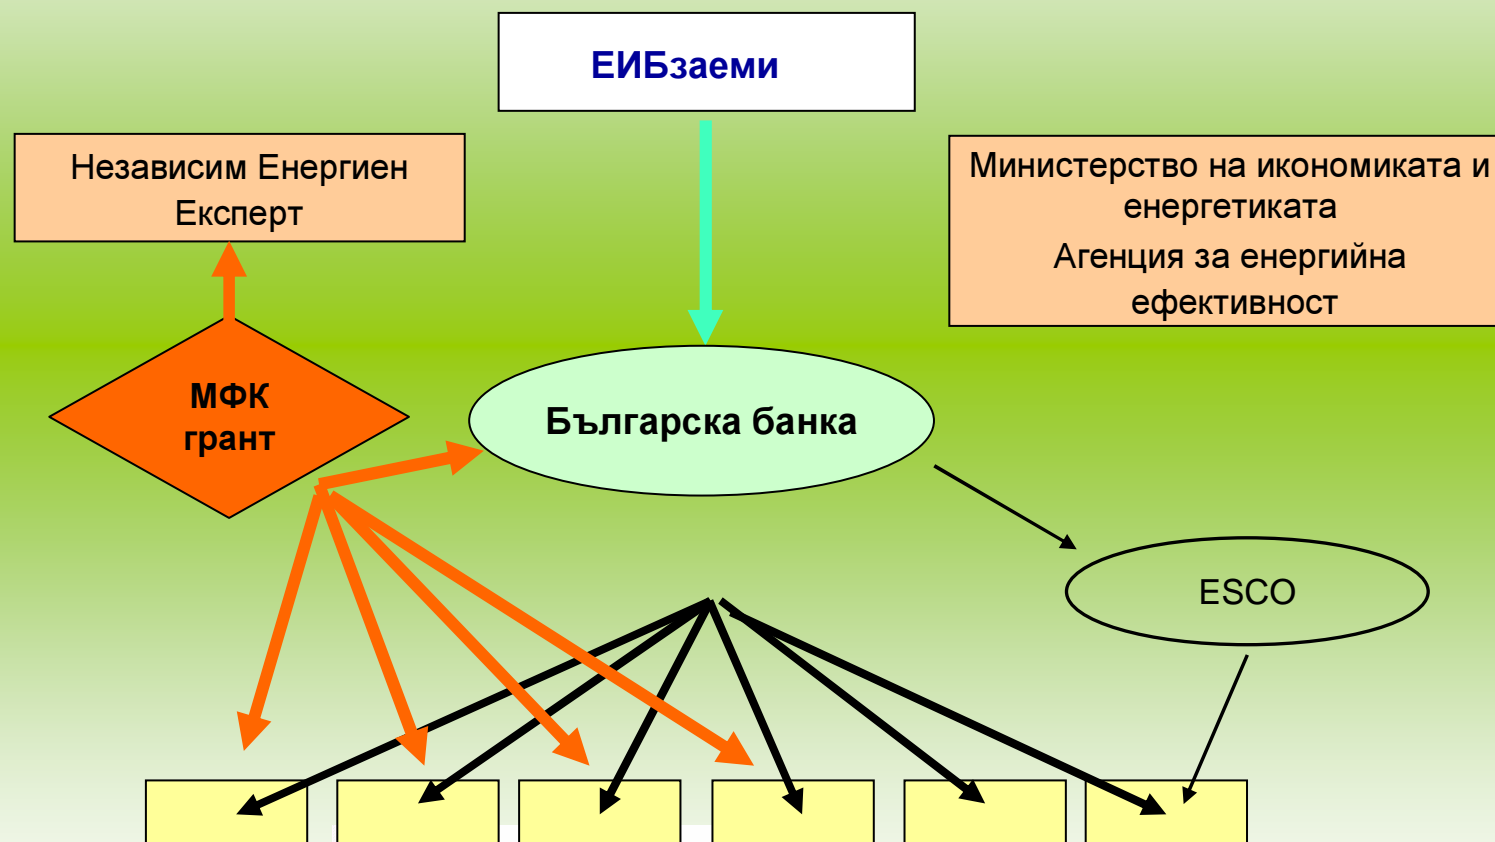 ЕИБзаеми
Независим Енергиен
Експерт
Министерство на икономиката и
енергетиката
Агенция за енергийна
ефективност
МФК
грант
Българска банка
ESCO